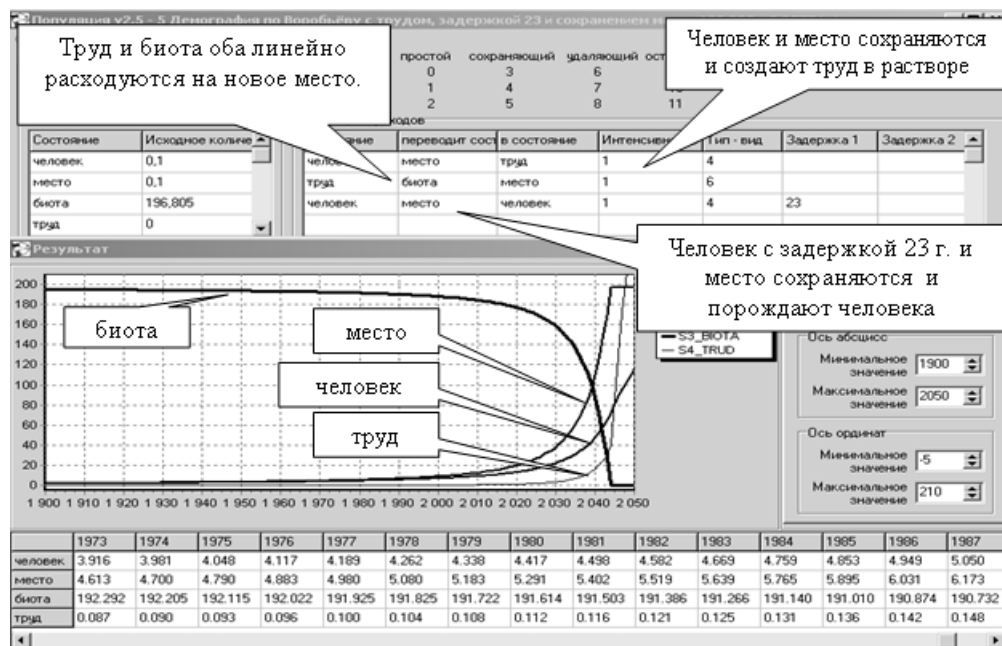 Популяция v2.5 - 5 Демография по Воробьёву с трудом, задержкой 23 и сохранением
Труд и биота оба линейно
расходуются на новое место.
Человек и место сохраняются
и создают труд в растворе
простой сохраняющий удаляющий
0 3 6
1 4 7
2 5 8 11
Состояние Исходное количе
человек 0,1
место 0,1
биота 196,805
труд 0
переводит сост в состояние Интенсивн Тип - вид Задержка 1 Задержка 2
место труд 1 4
труд биота место 1 6
человек место человек 1 4 23
Человек с задержкой 23 г. и
место сохраняются и
порождают человека
Результат
200
180
160
140
120
100
80
60
40
20
0
биота
место
человек
труд
1 900 1 910 1 920 1 930 1 940 1 950 1 960 1 970 1 980 1 990 2 000 2 010 2 020 2 030 2 040 2 050
S3_BIOTA
S4_TRUD
Ось абсцисс
Минимальное
значение 1900
Максимальное
значение 2050
Ось ординат
Минимальное
значение -5
Максимальное
значение 210
1973 1974 1975 1976 1977 1978 1979 1980 1981 1982 1983 1984 1985 1986 1987
человек 3.916 3.981 4.048 4.117 4.189 4.262 4.338 4.417 4.498 4.582 4.669 4.759 4.853 4.949 5.050
место 4.613 4.700 4.790 4.883 4.980 5.080 5.183 5.291 5.402 5.519 5.639 5.765 5.895 6.031 6.173
биота 192.292 192.205 192.115 192.022 191.925 191.825 191.722 191.614 191.503 191.386 191.266 191.140 191.010 190.874 190.732
труд 0.087 0.090 0.093 0.096 0.100 0.104 0.108 0.112 0.116 0.121 0.125 0.131 0.136 0.142 0.148